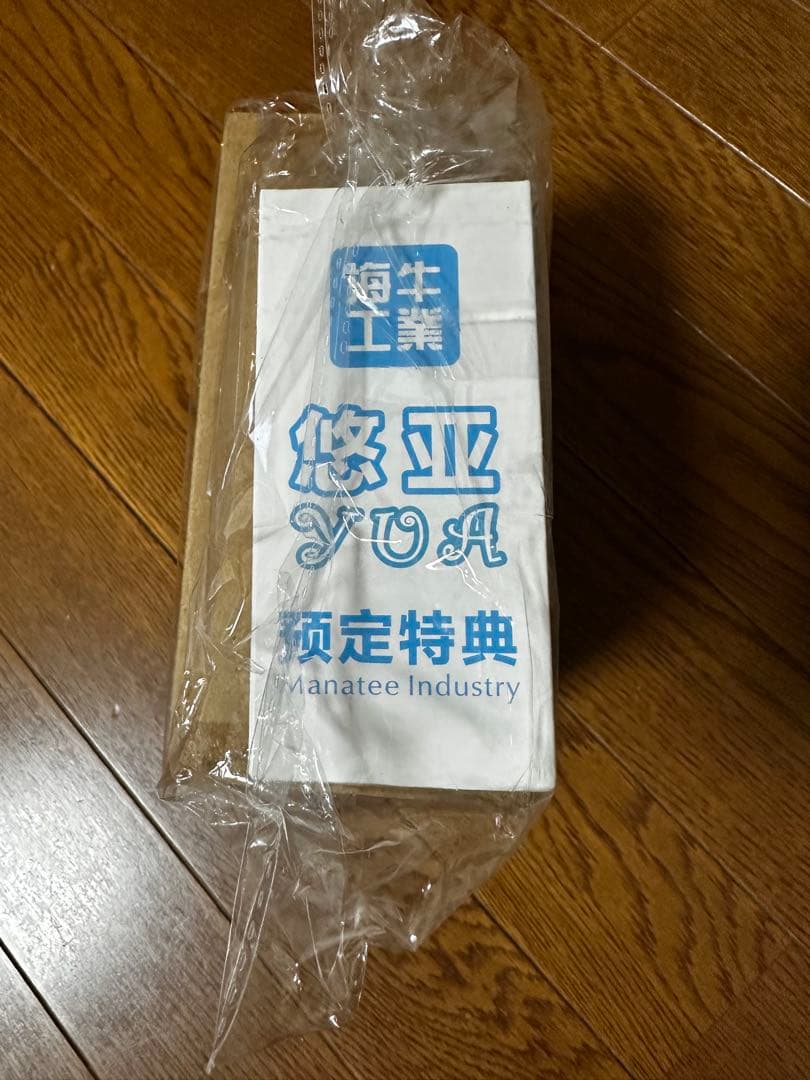 海牛
工業
悠亚
YUA
预定特典
Manatee Industry